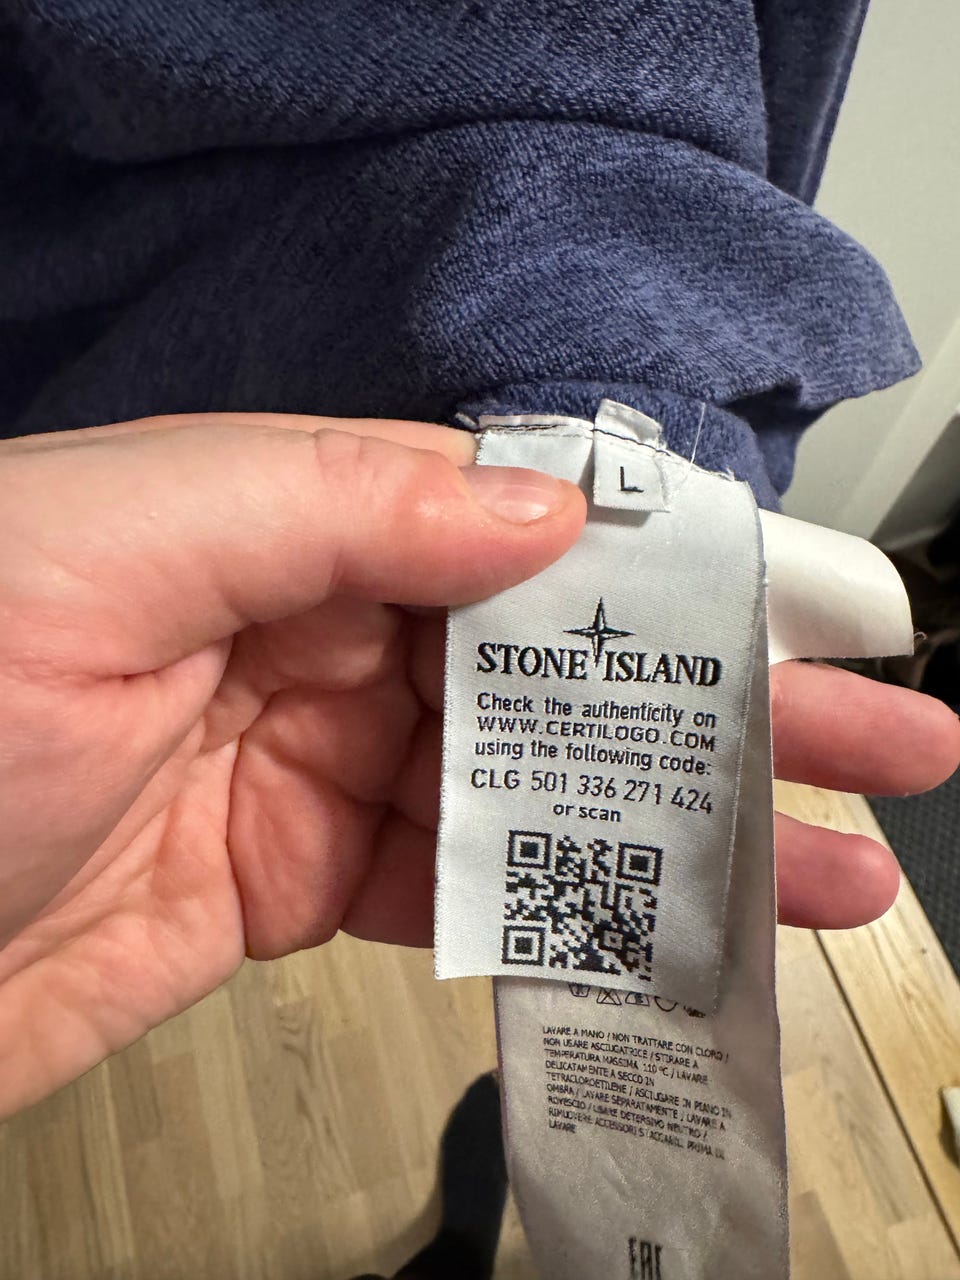 L
STONE ISLAND
Check the authenticity on
WWW.CERTILOGO.COM
using the following code:
CLG 501 336 271 424
or scan
LAVARE A MANO / NON TRATTARE CON CLORO /
NON USARE ASCIUGATRICE / STIRARE A
TEMPERATURA MASSIMA 110 °C / LAVARE
DELICATAMENTE A SECCO IN
TETRACLOROETILENE / ASCIUGARE IN PIANO IN
OMBRA / LAVARE SEPARATAMENTE / LAVARE A
ROVESCIO / USARE DETERSIVO NEUTRO /
RIMUOVERE ACCESSORI STACCABILI PRIMA DI
LAVARE
EAC